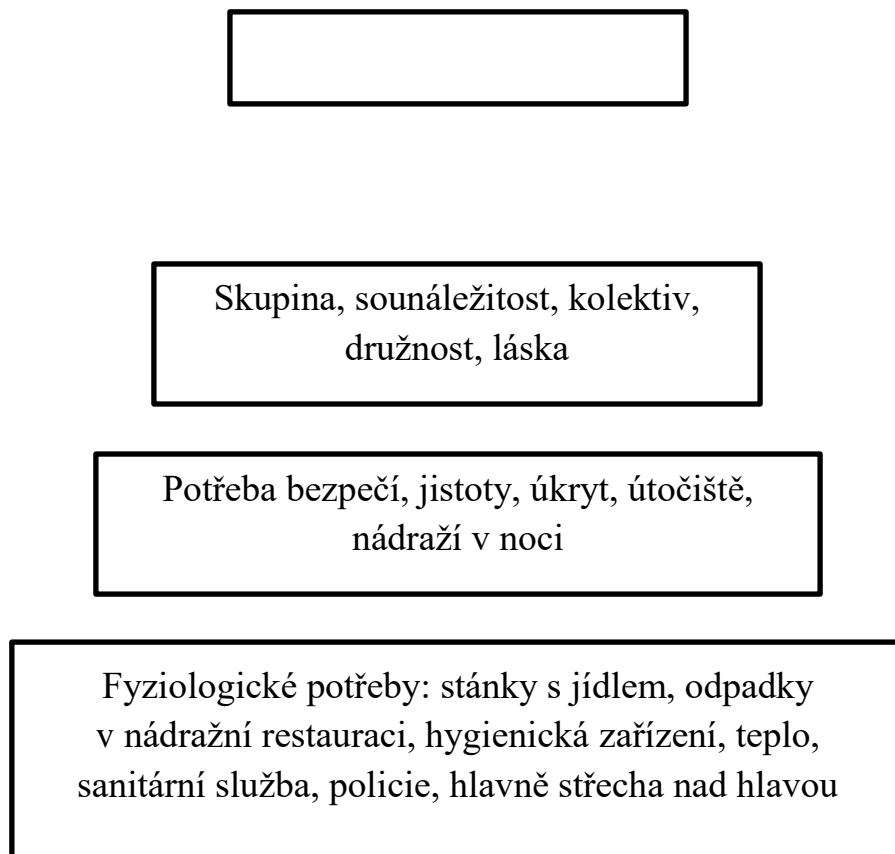 Skupina, sounáležitost, kolektiv,
družnost, láska
Potřeba bezpečí, jistoty, úkryt, útočiště,
nádraží v noci
Fyziologické potřeby: stánky s jídlem, odpadky
v nádražní restauraci, hygienická zařízení, teplo,
sanitární služba, policie, hlavně střecha nad hlavou